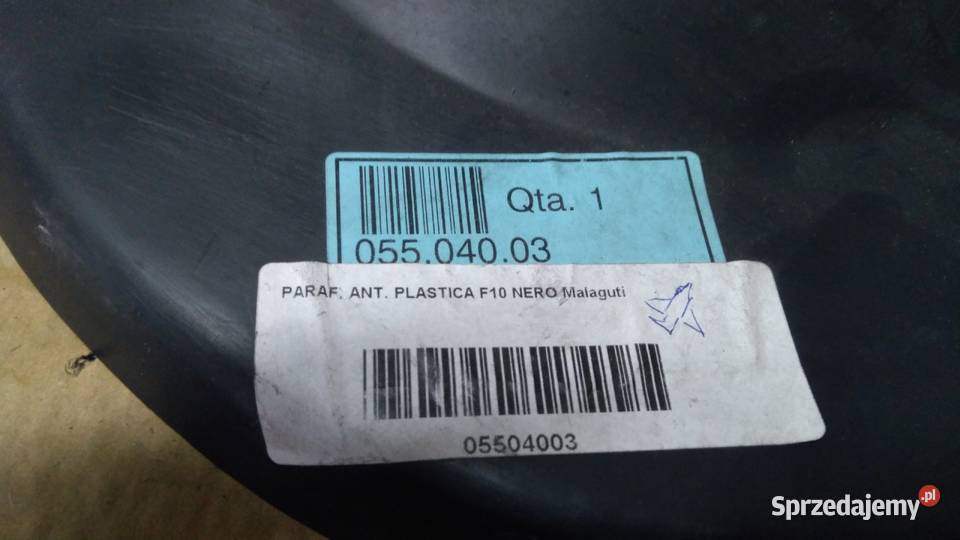 Qta. 1
055.040.03
PARAF. ANT. PLASTICA F10 NERO Malaguti
05504003
Sprzedajemy.pl